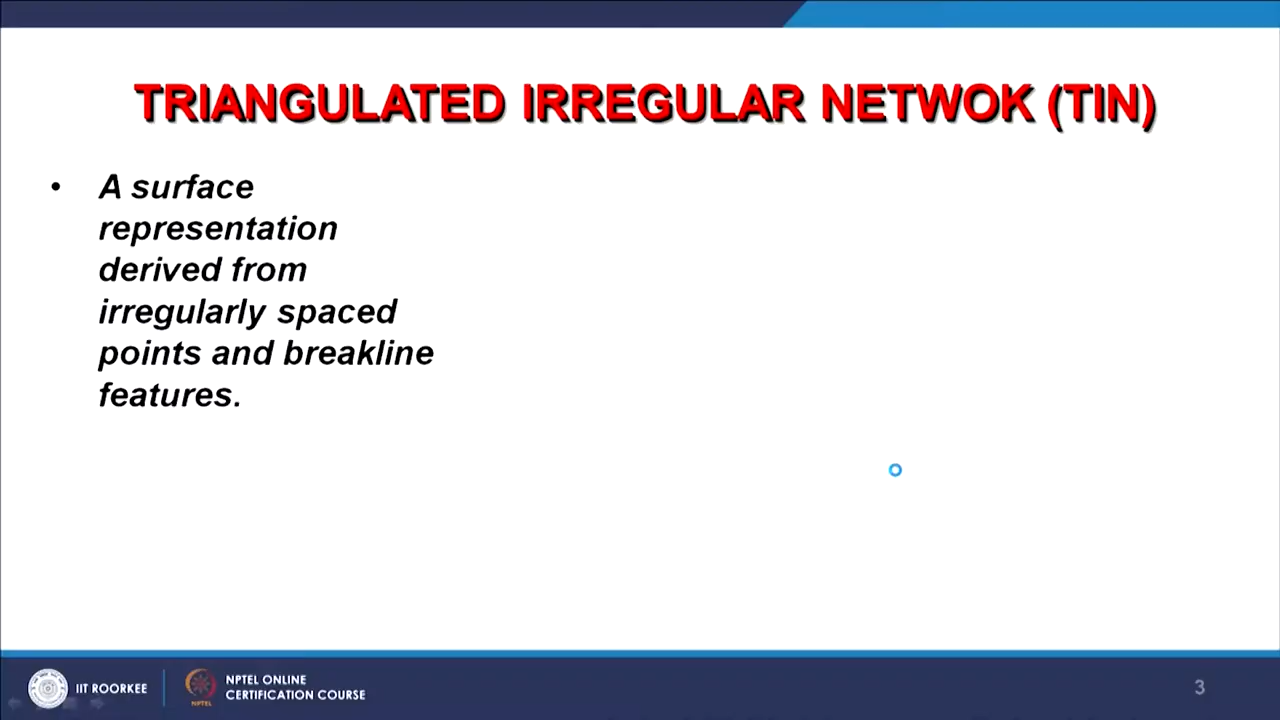 TRIANGULATED IRREGULAR NETWOK (TIN)
• A surface
representation
derived from
irregularly spaced
points and breakline
features.
IIT ROORKEE
NPTEL
NPTEL ONLINE
CERTIFICATION COURSE
3